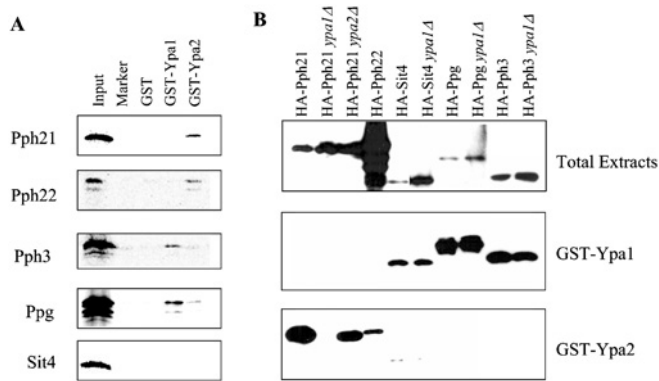 A
Input
Marker
GST
GST-Ypa1
GST-Ypa2
Pph21
Pph22
Pph3
Ppg
Sit4
B
HA-Pph21
HA-Pph21 ypa1Δ
HA-Pph21 ypa2Δ
HA-Pph22
HA-Sit4
HA-Sit4 ypa1Δ
HA-Ppg
HA-Ppg ypa1Δ
HA-Pph3
HA-Pph3 ypa1Δ
Total Extracts
GST-Ypa1
GST-Ypa2